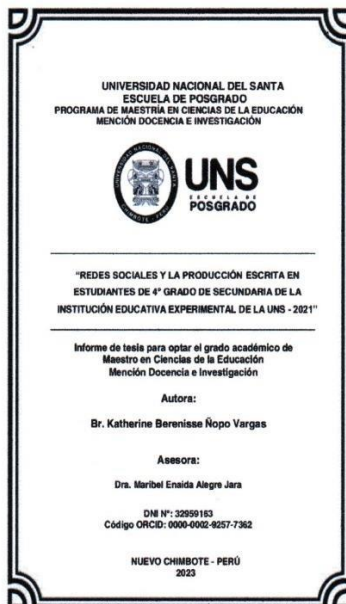 UNIVERSIDAD NACIONAL DEL SANTA
ESCUELA DE POSGRADO
PROGRAMA DE MAESTRÍA EN CIENCIAS DE LA EDUCACIÓN
MENCIÓN DOCENCIA E INVESTIGACIÓN
UNS
ESCUELA DE
POSGRADO
“REDES SOCIALES Y LA PRODUCCIÓN ESCRITA EN
ESTUDIANTES DE 4° GRADO DE SECUNDARIA DE LA
INSTITUCIÓN EDUCATIVA EXPERIMENTAL DE LA UNS - 2021”
Informe de tesis para optar el grado académico de
Maestro en Ciencias de la Educación
Mención Docencia e Investigación
Autora:
Br. Katherine Berenisse Ñopo Vargas
Asesora:
Dra. Maribel Enaida Alegre Jara
DNI N°: 32959183
Código ORCID: 0000-0002-9257-7362
NUEVO CHIMBOTE - PERÚ
2023